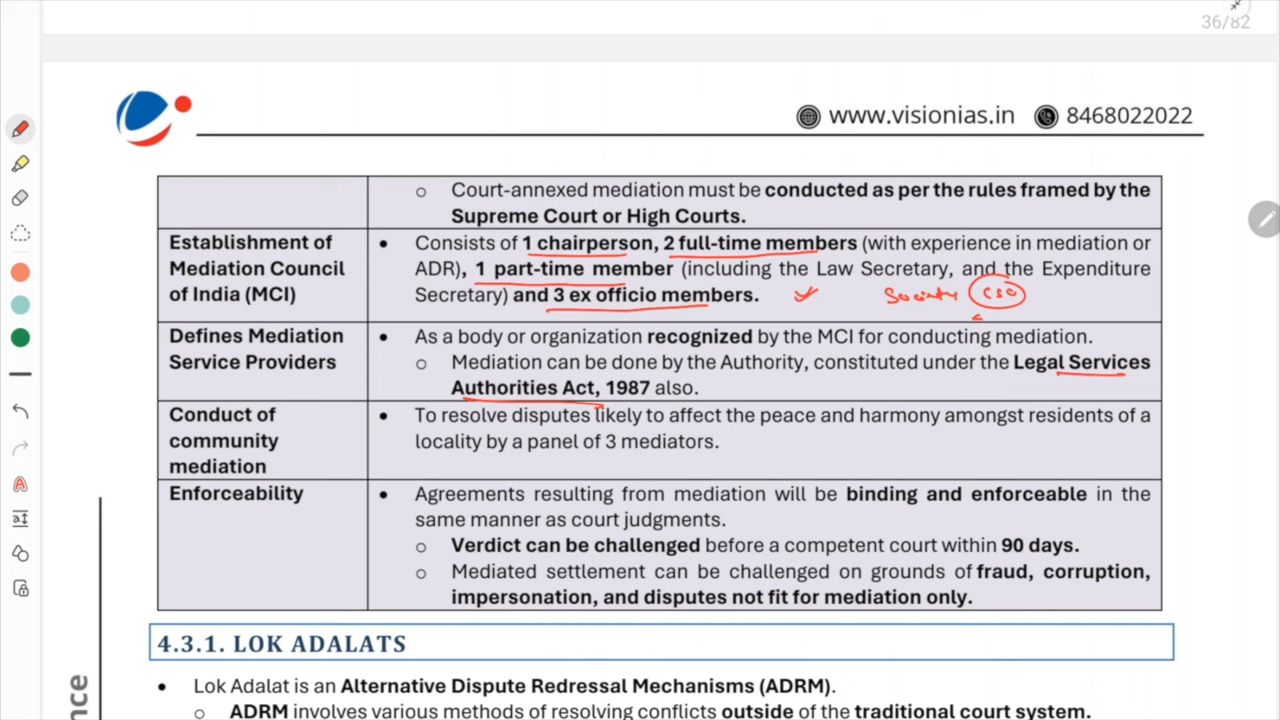 36/82
www.visionias.in 8468022022
o Court-annexed mediation must be conducted as per the rules framed by the
Supreme Court or High Courts.
Establishment of
Mediation Council
of India (MCI)
• Consists of 1 chairperson, 2 full-time members (with experience in mediation or
ADR), 1 part-time member (including the Law Secretary, and the Expenditure
Secretary) and 3 ex officio members.
Society CSO
Defines Mediation
Service Providers
• As a body or organization recognized by the MCI for conducting mediation.
o Mediation can be done by the Authority, constituted under the Legal Services
Authorities Act, 1987 also.
Conduct of
community
mediation
• To resolve disputes likely to affect the peace and harmony amongst residents of a
locality by a panel of 3 mediators.
Enforceability
• Agreements resulting from mediation will be binding and enforceable in the
same manner as court judgments.
o Verdict can be challenged before a competent court within 90 days.
o Mediated settlement can be challenged on grounds of fraud, corruption,
impersonation, and disputes not fit for mediation only.
4.3.1. LOK ADALATS
• Lok Adalat is an Alternative Dispute Redressal Mechanisms (ADRM).
o ADRM involves various methods of resolving conflicts outside of the traditional court system.
nce